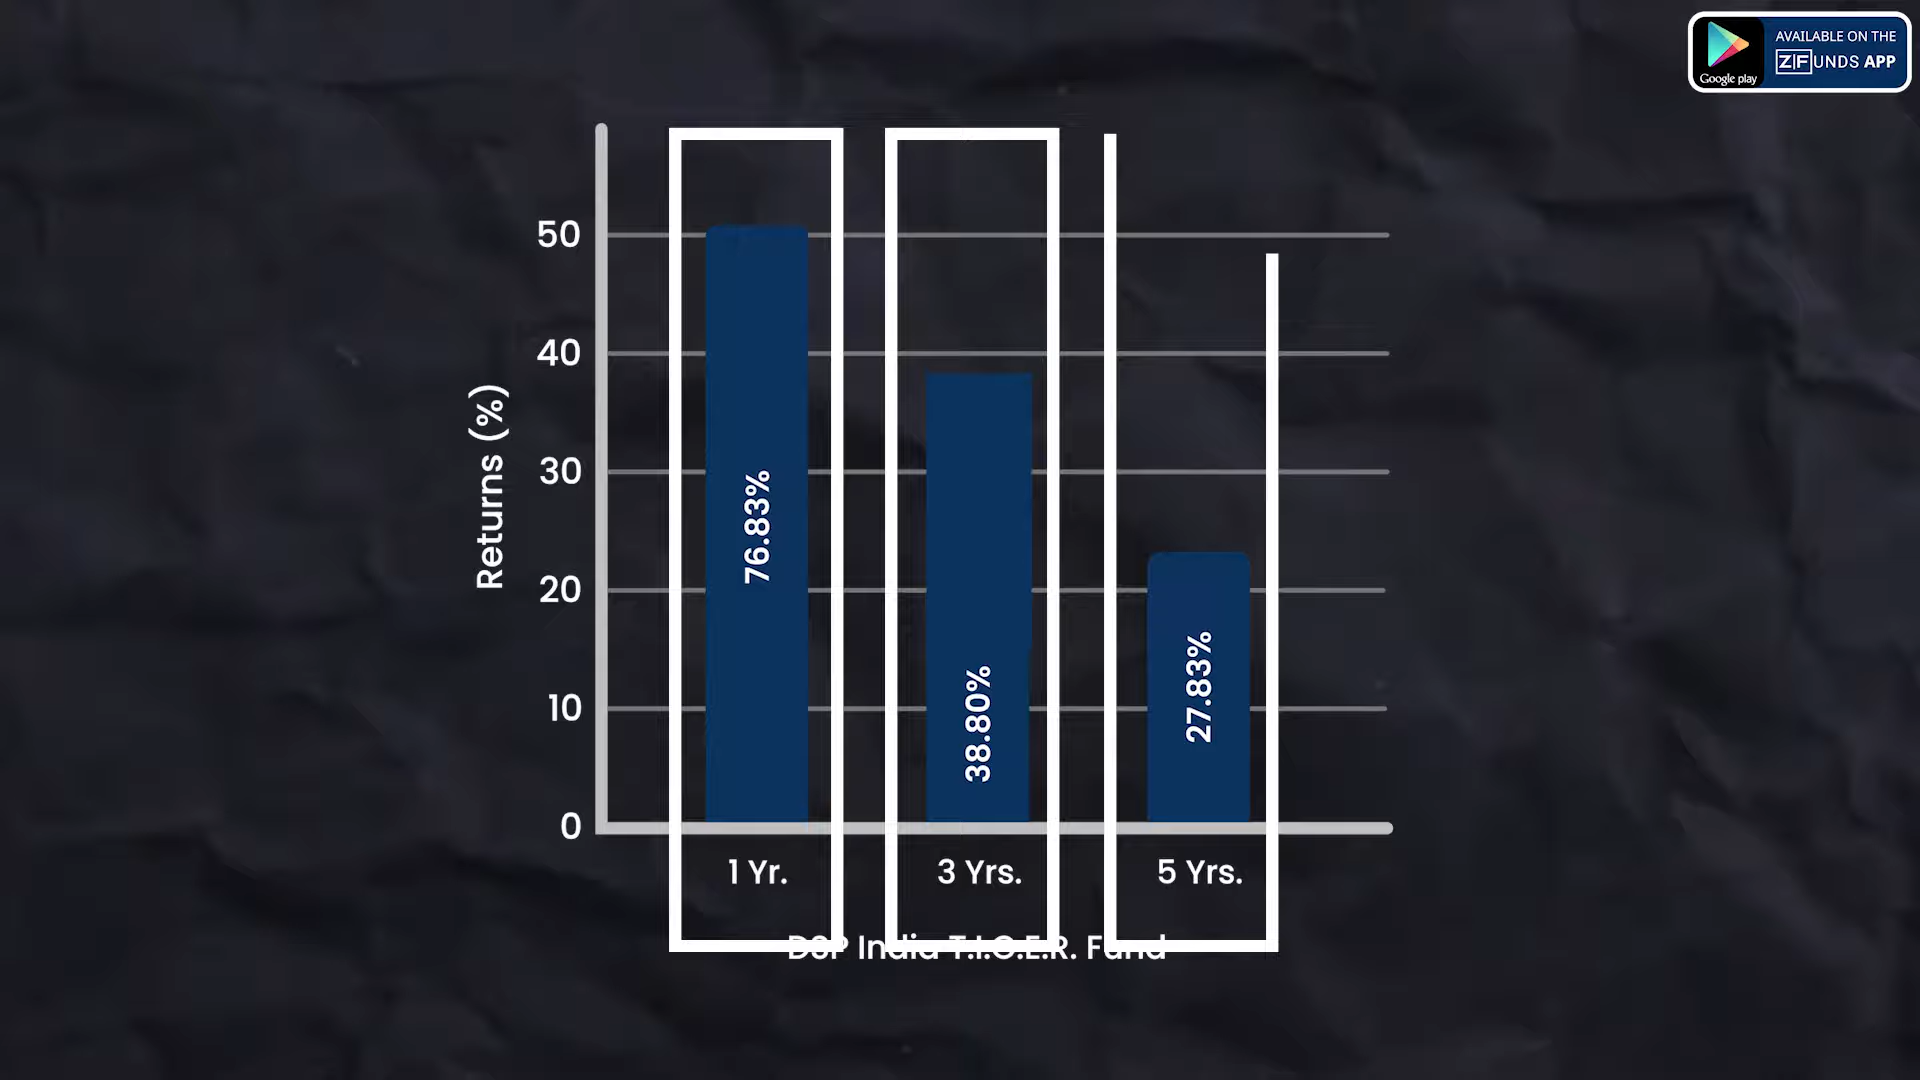 AVAILABLE ON THE
Google play
ZFUNDS APP
50
40
30
20
10
0
Returns (%)
76.83%
38.80%
27.83%
1 Yr.
3 Yrs.
5 Yrs.
DSP India T.I.G.E.R. Fund